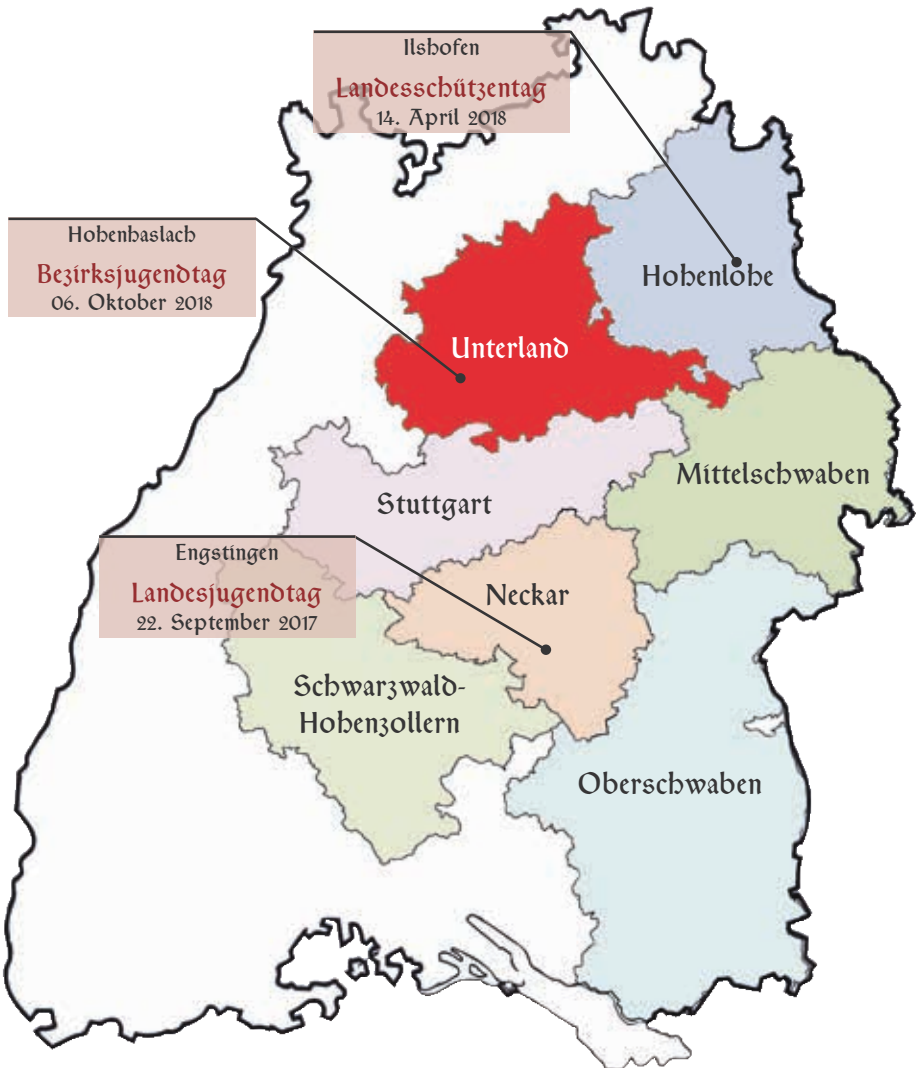 Ilshofen
Landesschützentag
14. April 2018
Hohenhaslach
Bezirksjugendtag
06. Oktober 2018
Hohenlohe
Unterland
Mittelschwaben
Stuttgart
Engstingen
Landesjugendtag
22. September 2017
Neckar
Schwarzwald-
Hohenzollern
Oberschwaben